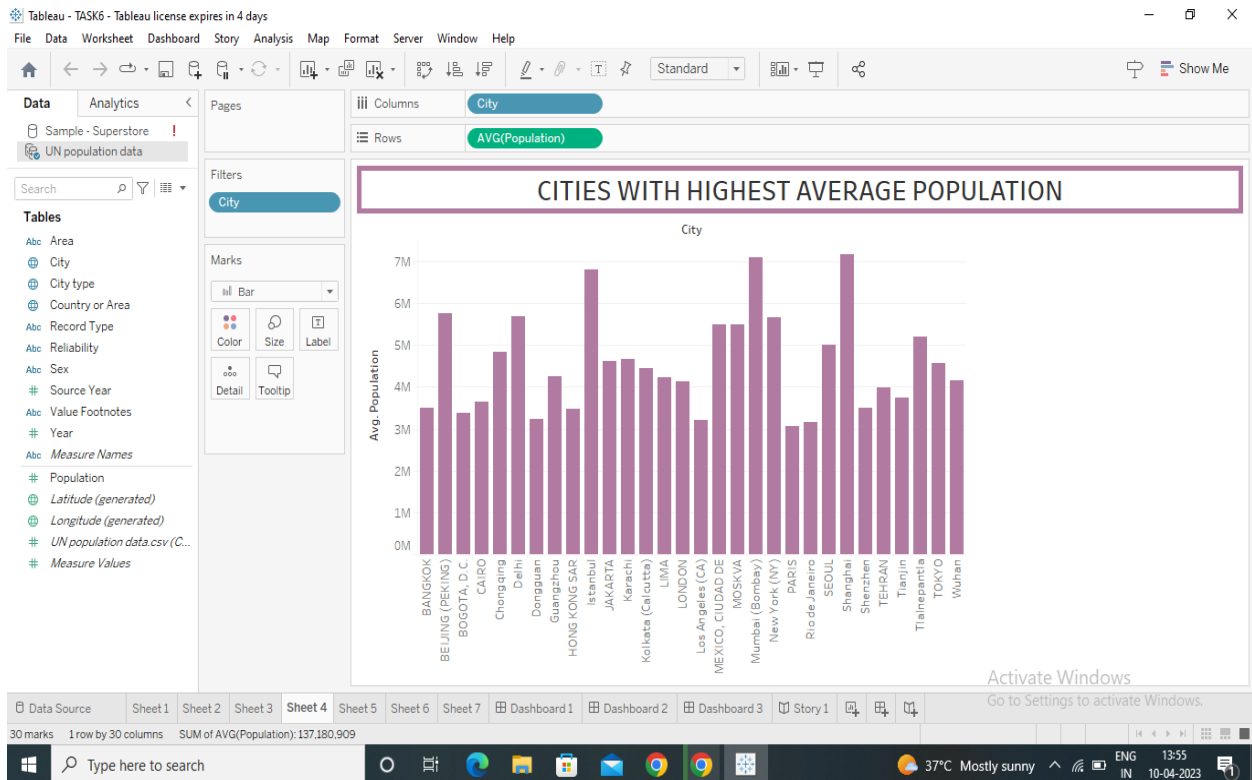 Tableau - TASK6 - Tableau license expires in 4 days
File Data Worksheet Dashboard Story Analysis Map Format Server Window Help
Standard
Show Me
Data Analytics
Sample - Superstore !
UN population data
Search
Tables
Abc Area
City
City type
Country or Area
Abc Record Type
Abc Reliability
Abc Sex
# Source Year
Abc Value Footnotes
# Year
Abc Measure Names
# Population
Latitude (generated)
Longitude (generated)
# UN population data.csv (C...
# Measure Values
Pages
Filters
City
Marks
Bar
Color Size Label
Detail Tooltip
Columns City
Rows AVG(Population)
CITIES WITH HIGHEST AVERAGE POPULATION
City
7M
6M
5M
4M
3M
2M
1M
0M
Avg. Population
BANGKOK
BEIJING (PEKING)
BOGOTA, D.C.
CAIRO
Chongqing
Delhi
Dongguan
Guangzhou
HONG KONG SAR
Istanbul
JAKARTA
Karachi
Kolkata (Calcutta)
LIMA
LONDON
Los Angeles (CA)
MEXICO, CIUDAD DE
MOSKVA
Mumbai (Bombay)
New York (NY)
PARIS
Rio de Janeiro
SEOUL
Shanghai
Shenzhen
TEHRAN
Tianjin
Tlalnepantla
TOKYO
Wuhan
Activate Windows
Go to Settings to activate Windows.
Data Source Sheet 1 Sheet 2 Sheet 3 Sheet 4 Sheet 5 Sheet 6 Sheet 7 Dashboard 1 Dashboard 2 Dashboard 3 Story 1
30 marks 1 row by 30 columns SUM of AVG(Population): 137,180,909
Type here to search
37°C Mostly sunny
ENG
IN
13:55
10-04-2023
1